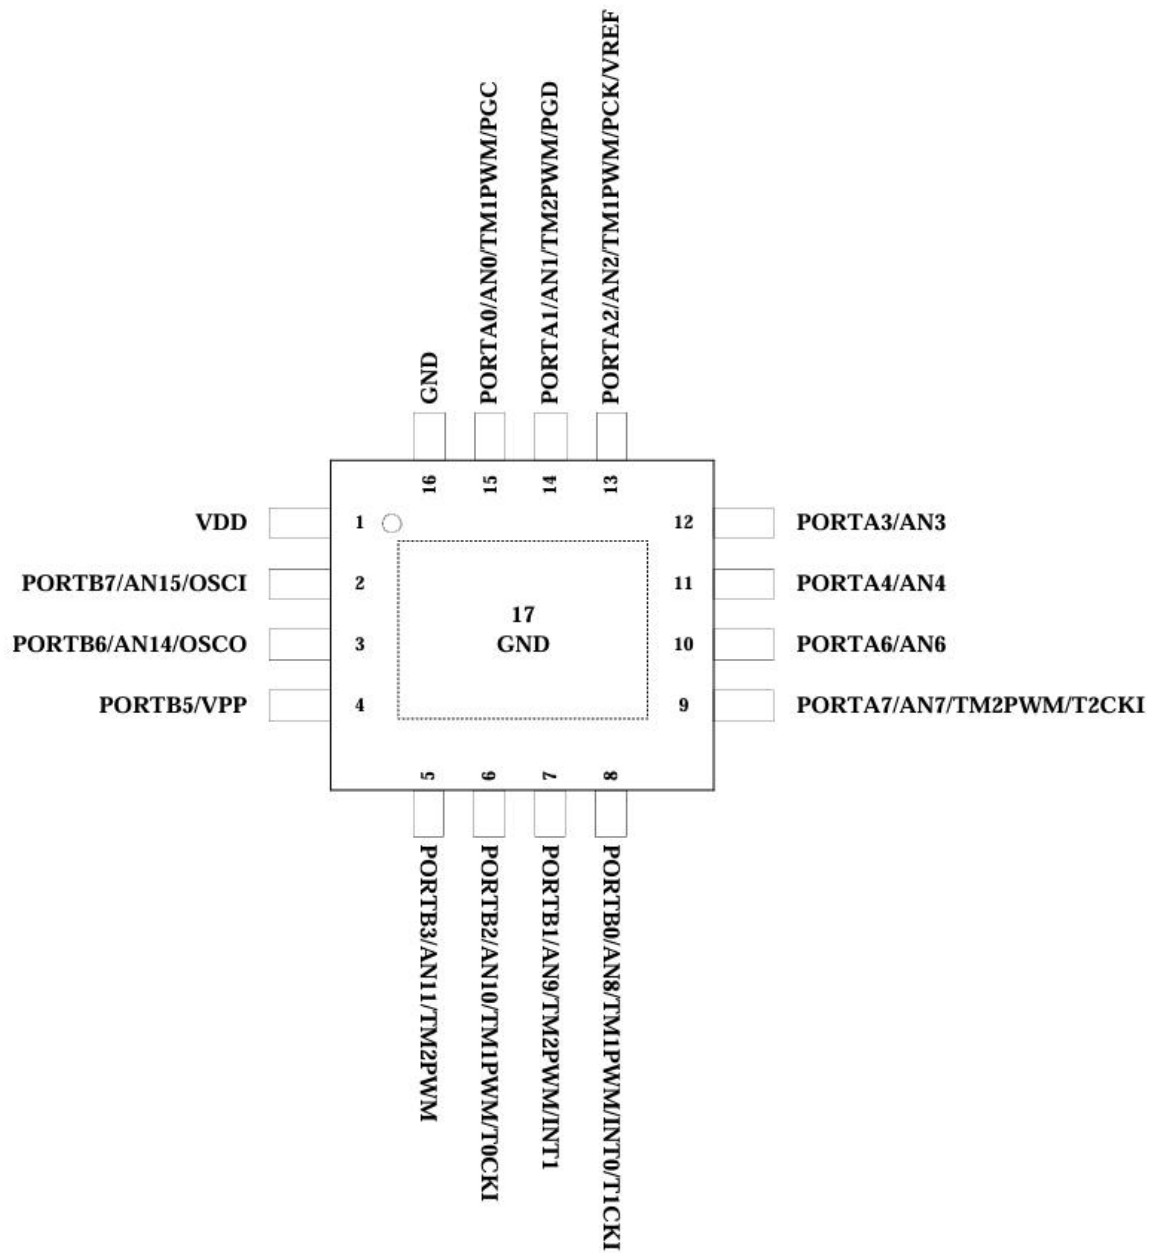 PORTA2/AN2/TM1PWM/PCK/VREF
PORTA1/AN1/TM2PWM/PGD
PORTA0/AN0/TM1PWM/PGC
GND
16
15
14
13
VDD
1
12
PORTA3/AN3
PORTB7/AN15/OSCI
2
11
PORTA4/AN4
17
GND
PORTB6/AN14/OSCO
3
10
PORTA6/AN6
PORTB5/VPP
4
9
PORTA7/AN7/TM2PWM/T2CKI
5
6
7
8
PORTB3/AN11/TM2PWM
PORTB2/AN10/TM1PWM/T0CKI
PORTB1/AN9/TM2PWM/INT1
PORTB0/AN8/TM1PWM/INT0/T1CKI